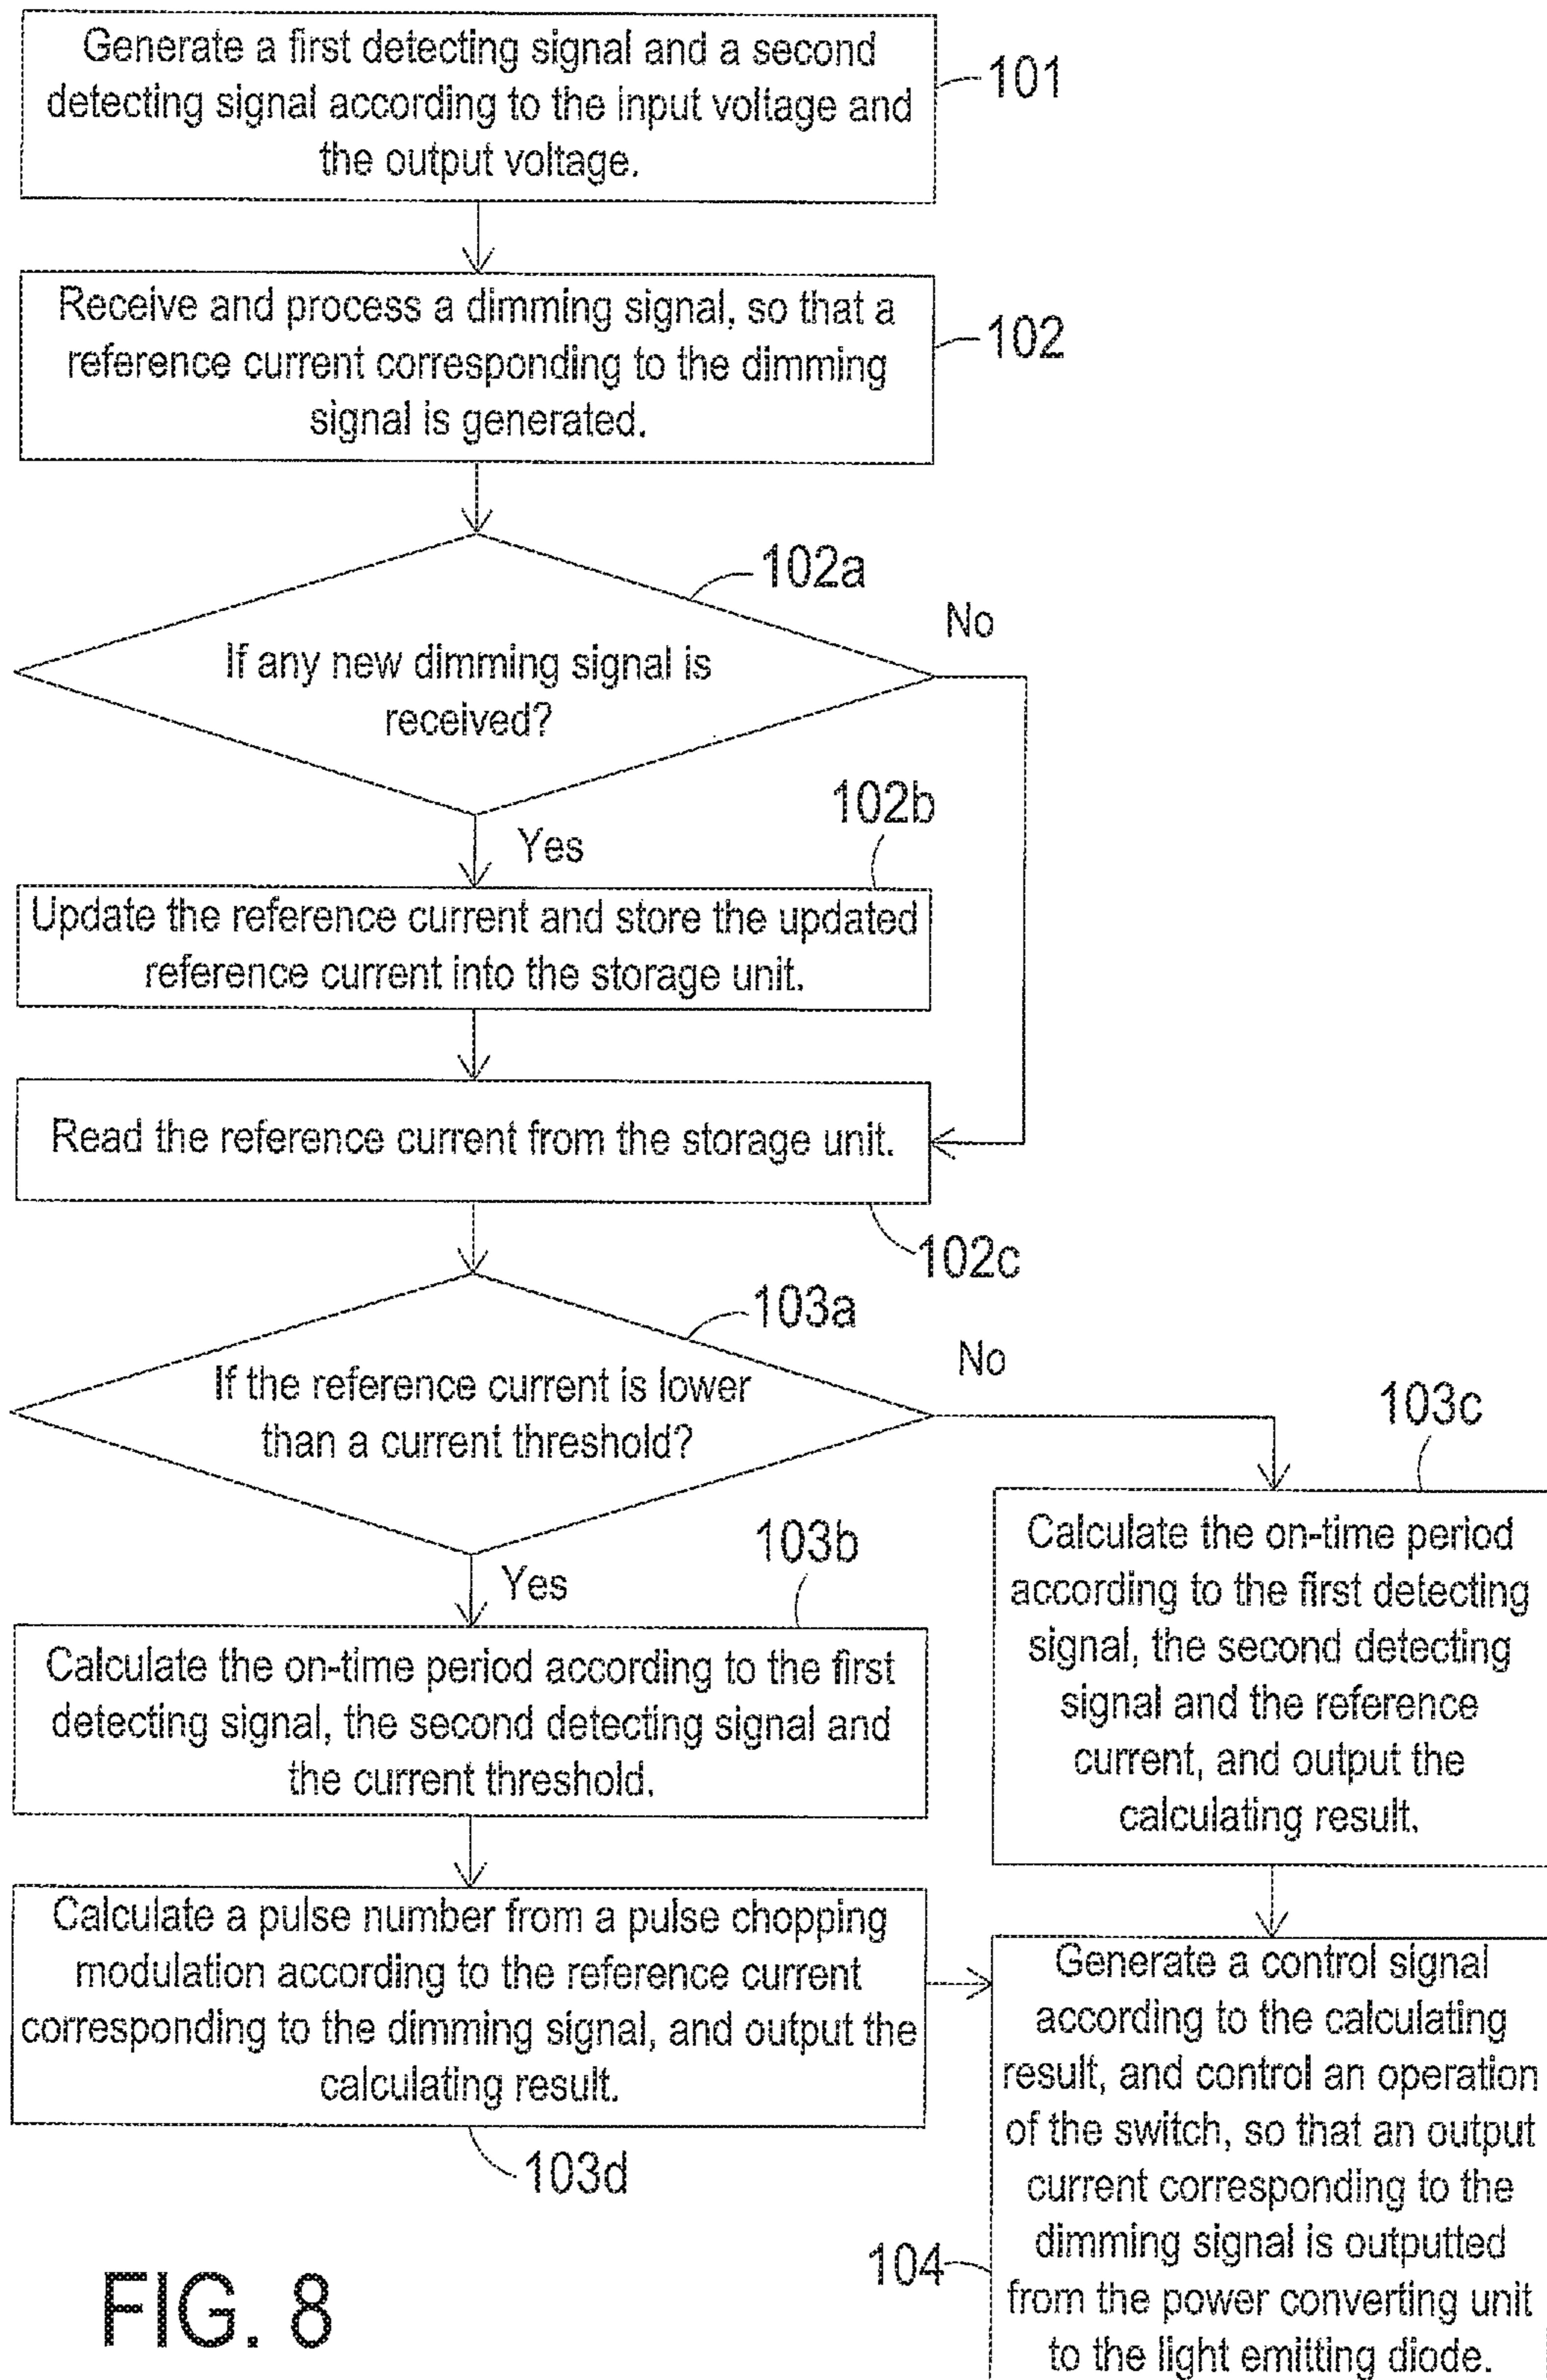 Generate a first detecting signal and a second
detecting signal according to the input voltage and
the output voltage.
101
Receive and process a dimming signal, so that a
reference current corresponding to the dimming
signal is generated.
102
102a
If any new dimming signal is
received?
No
Yes
102b
Update the reference current and store the updated
reference current into the storage unit.
Read the reference current from the storage unit.
102c
103a
If the reference current is lower
than a current threshold?
No
Yes
103b
Calculate the on-time period according to the first
detecting signal, the second detecting signal and
the current threshold.
103c
Calculate the on-time period
according to the first detecting
signal, the second detecting
signal and the reference
current, and output the
calculating result.
Calculate a pulse number from a pulse chopping
modulation according to the reference current
corresponding to the dimming signal, and output the
calculating result.
103d
Generate a control signal
according to the calculating
result, and control an operation
of the switch, so that an output
current corresponding to the
dimming signal is outputted
from the power converting unit
to the light emitting diode.
104
FIG. 8